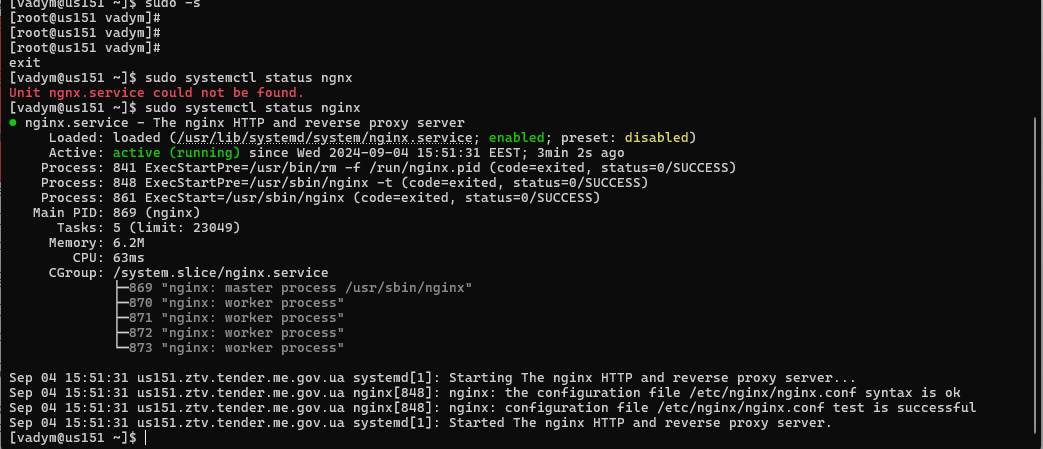 [vadym@us151 ~]$ sudo -s
[root@us151 vadym]#
[root@us151 vadym]#
[root@us151 vadym]#
exit
[vadym@us151 ~]$ sudo systemctl status ngnx
Unit ngnx.service could not be found.
[vadym@us151 ~]$ sudo systemctl status nginx
● nginx.service - The nginx HTTP and reverse proxy server
     Loaded: loaded (/usr/lib/systemd/system/nginx.service; enabled; preset: disabled)
     Active: active (running) since Wed 2024-09-04 15:51:31 EEST; 3min 2s ago
    Process: 841 ExecStartPre=/usr/bin/rm -f /run/nginx.pid (code=exited, status=0/SUCCESS)
    Process: 848 ExecStartPre=/usr/sbin/nginx -t (code=exited, status=0/SUCCESS)
    Process: 861 ExecStart=/usr/sbin/nginx (code=exited, status=0/SUCCESS)
   Main PID: 869 (nginx)
      Tasks: 5 (limit: 23049)
     Memory: 6.2M
        CPU: 63ms
     CGroup: /system.slice/nginx.service
             ├─869 "nginx: master process /usr/sbin/nginx"
             ├─870 "nginx: worker process"
             ├─871 "nginx: worker process"
             ├─872 "nginx: worker process"
             └─873 "nginx: worker process"
Sep 04 15:51:31 us151.ztv.tender.me.gov.ua systemd[1]: Starting The nginx HTTP and reverse proxy server...
Sep 04 15:51:31 us151.ztv.tender.me.gov.ua nginx[848]: nginx: the configuration file /etc/nginx/nginx.conf syntax is ok
Sep 04 15:51:31 us151.ztv.tender.me.gov.ua nginx[848]: nginx: configuration file /etc/nginx/nginx.conf test is successful
Sep 04 15:51:31 us151.ztv.tender.me.gov.ua systemd[1]: Started The nginx HTTP and reverse proxy server.
[vadym@us151 ~]$